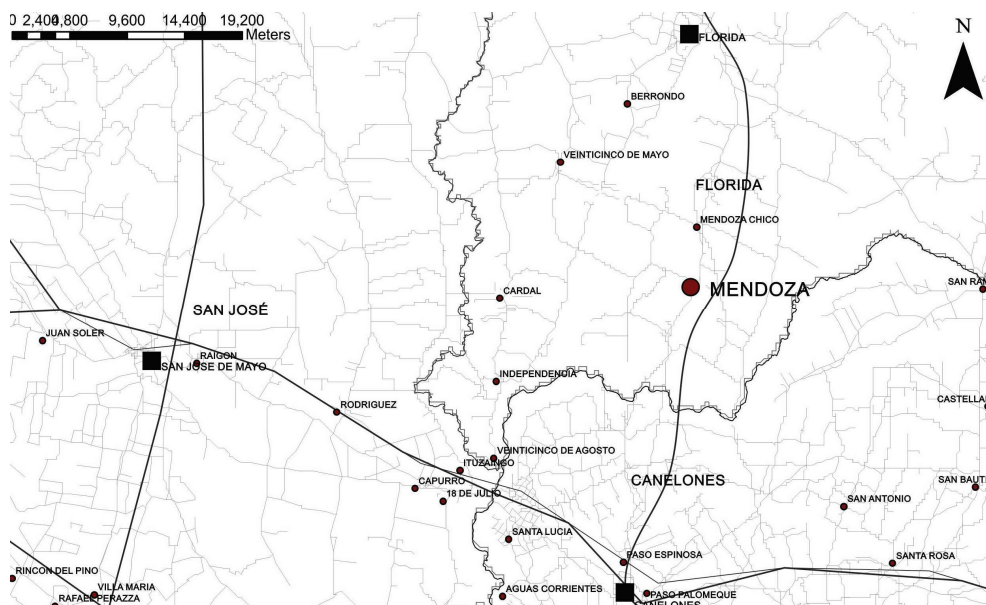 0 2,400 4,800 9,600 14,400 19,200
Meters
N
FLORIDA
BERRONDO
VEINTICINCO DE MAYO
FLORIDA
MENDOZA CHICO
MENDOZA
CARDAL
SAN RAM
SAN JOSÉ
JUAN SOLER
RAIGON
SAN JOSE DE MAYO
INDEPENDENCIA
RODRIGUEZ
CASTELLA
VEINTICINCO DE AGOSTO
ITUZAINGO
CAPURRO
18 DE JULIO
CANELONES
SAN BAUT
SAN ANTONIO
SANTA LUCIA
PASO ESPINOSA
SANTA ROSA
RINCON DEL PINO
VILLA MARIA
RAFAEL PERAZZA
AGUAS CORRIENTES
PASO PALOMEQUE
CANELONES